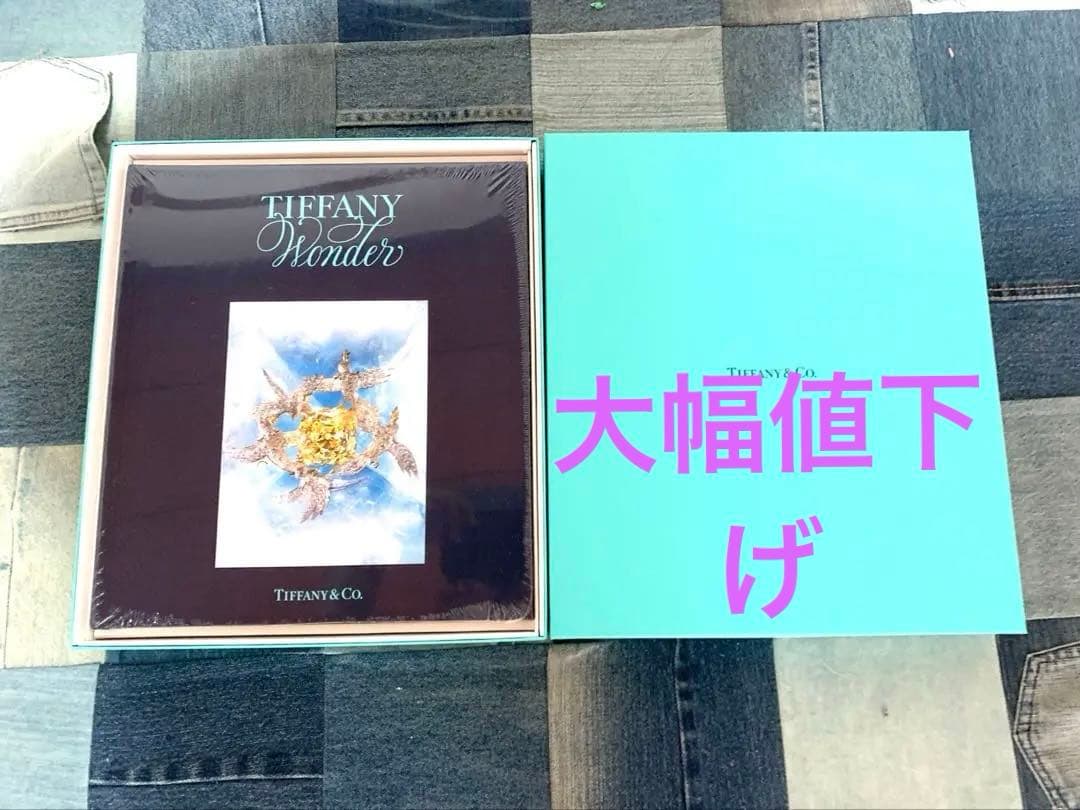 TIFFANY
Wonder
TIFFANY & CO.
TIFFANY & CO.
大幅値下
げ